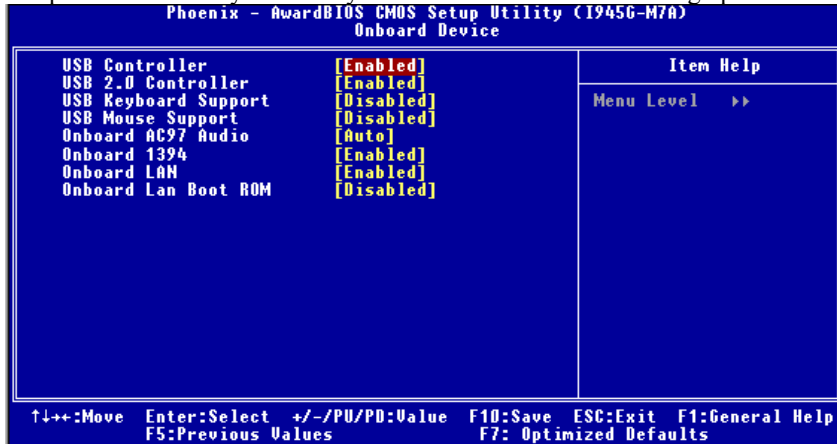 Phoenix - AwardBIOS CMOS Setup Utility (I945G-M7A)
Onboard Device
USB Controller [Enabled]
USB 2.0 Controller [Enabled]
USB Keyboard Support [Disabled]
USB Mouse Support [Disabled]
Onboard AC97 Audio [Auto]
Onboard 1394 [Enabled]
Onboard LAN [Enabled]
Onboard Lan Boot ROM [Disabled]
Item Help
Menu Level ▸▸
↑↓→←:Move Enter:Select +/-/PU/PD:Value F10:Save ESC:Exit F1:General Help
F5:Previous Values F7: Optimized Defaults